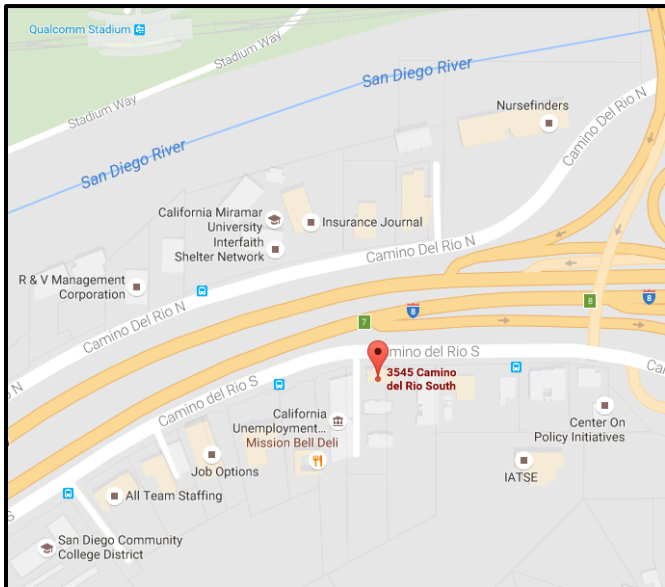 Qualcomm Stadium
Stadium Way
Stadium Way
San Diego River
San Diego River
Nursefinders
Camino Del Rio N
California Miramar
University
Insurance Journal
Interfaith
Shelter Network
Camino Del Rio N
R & V Management
Corporation
Camino Del Rio N
8
8
8
7
N
Camino del Rio S
3545 Camino
del Rio South
Ca
Camino del Rio S
California
Unemployment...
Mission Bell Deli
Center On
Policy Initiatives
Job Options
IATSE
All Team Staffing
S
San Diego Community
College District